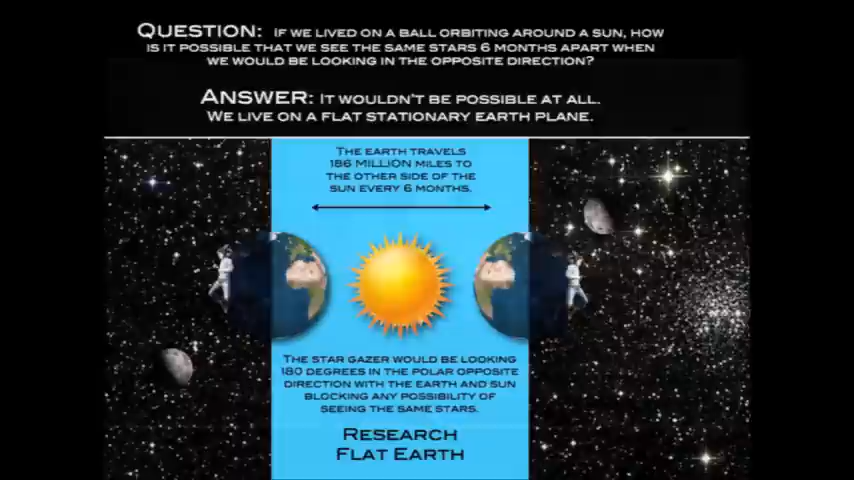 QUESTION: IF WE LIVED ON A BALL ORBITING AROUND A SUN, HOW
IS IT POSSIBLE THAT WE SEE THE SAME STARS 6 MONTHS APART WHEN
WE WOULD BE LOOKING IN THE OPPOSITE DIRECTION?
ANSWER: IT WOULDN'T BE POSSIBLE AT ALL.
WE LIVE ON A FLAT STATIONARY EARTH PLANE.
THE EARTH TRAVELS
186 MILLION MILES TO
THE OTHER SIDE OF THE
SUN EVERY 6 MONTHS.
THE STAR GAZER WOULD BE LOOKING
180 DEGREES IN THE POLAR OPPOSITE
DIRECTION WITH THE EARTH AND SUN
BLOCKING ANY POSSIBILITY OF
SEEING THE SAME STARS.
RESEARCH
FLAT EARTH